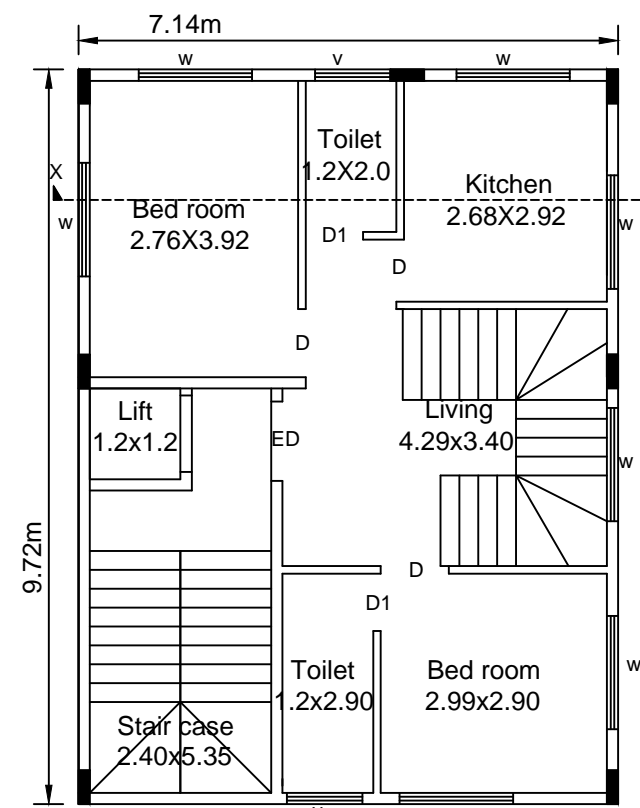 7.14m
w
v
w
Toilet
1.2X2.0
X
Kitchen
2.68X2.92
Bed room
2.76X3.92
w
w
D1
D
D
Lift
1.2x1.2
Living
4.29x3.40
ED
w
9.72m
D
D1
Toilet
1.2x2.90
Bed room
2.99x2.90
w
Stair case
2.40x5.35